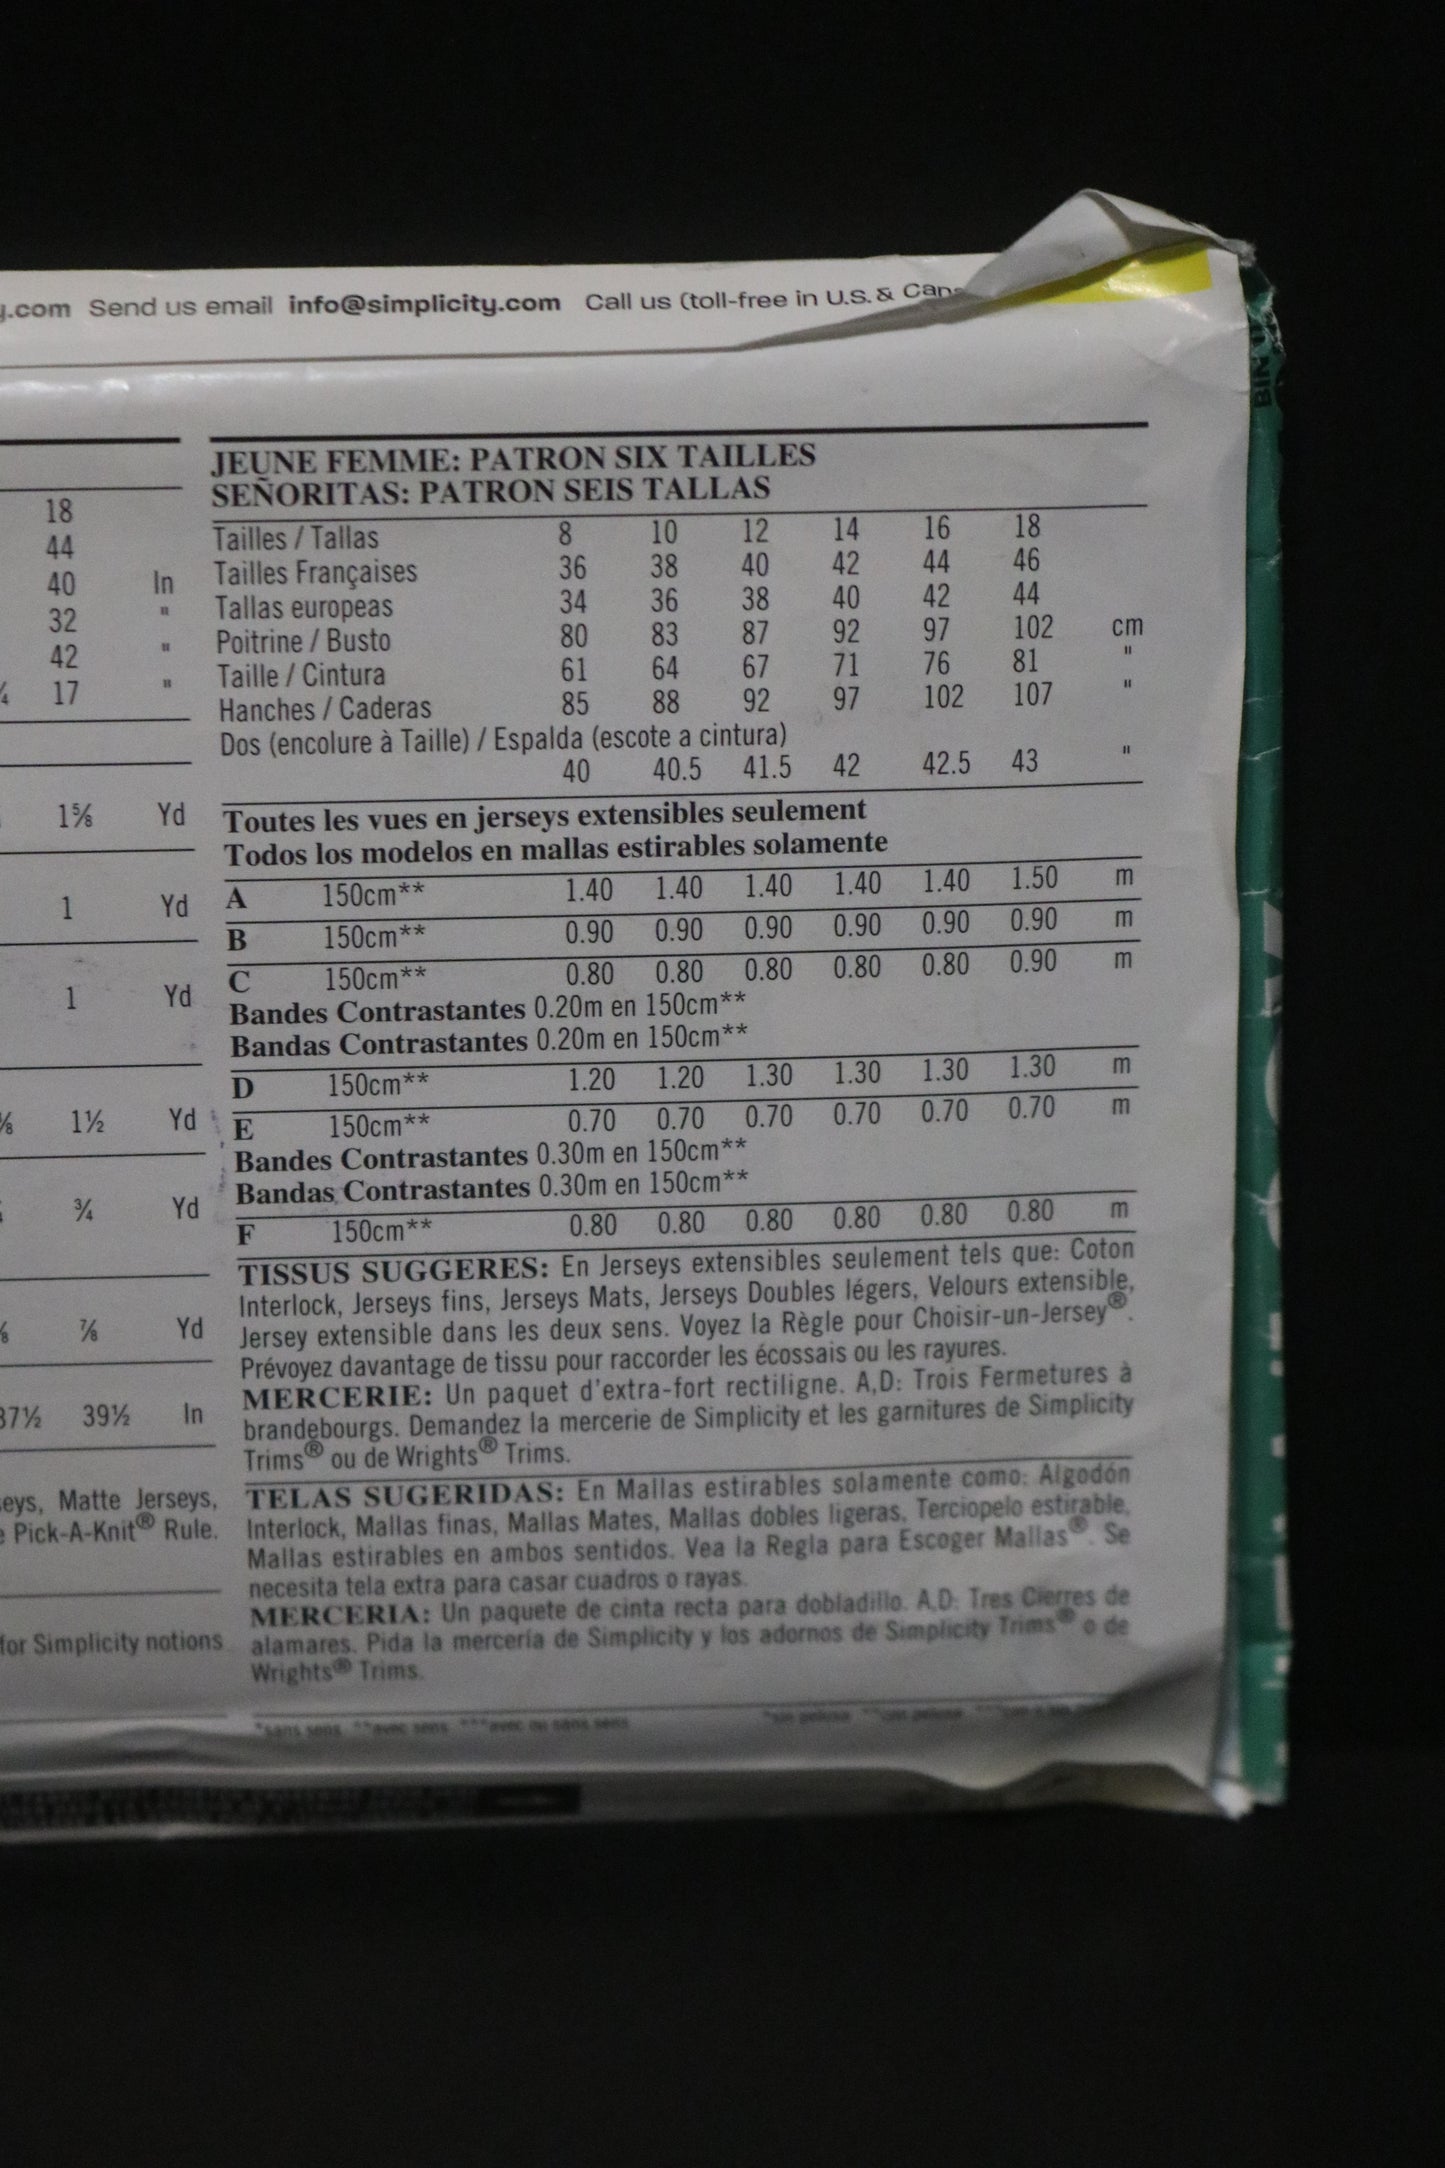 .com Send us email info@simplicity.com Call us (toll-free in U.S. &
18
44
40 In
32 "
42 "
17 "
1⅝ Yd
1 Yd
1 Yd
1½ Yd
¾ Yd
⅞ Yd
37½ 39½ In
eys, Matte Jerseys,
Pick-A-Knit® Rule.
for Simplicity notions
JEUNE FEMME: PATRON SIX TAILLES
SEÑORITAS: PATRON SEIS TALLAS
Tailles / Tallas 8 10 12 14 16 18
Tailles Françaises 36 38 40 42 44 46
Tallas europeas 34 36 38 40 42 44
Poitrine / Busto 80 83 87 92 97 102 cm
Taille / Cintura 61 64 67 71 76 81 "
Hanches / Caderas 85 88 92 97 102 107 "
Dos (encolure à Taille) / Espalda (escote a cintura)
40 40.5 41.5 42 42.5 43 "
Toutes les vues en jerseys extensibles seulement
Todos los modelos en mallas estirables solamente
A 150cm** 1.40 1.40 1.40 1.40 1.40 1.50 m
B 150cm** 0.90 0.90 0.90 0.90 0.90 0.90 m
C 150cm** 0.80 0.80 0.80 0.80 0.80 0.90 m
Bandes Contrastantes 0.20m en 150cm**
Bandas Contrastantes 0.20m en 150cm**
D 150cm** 1.20 1.20 1.30 1.30 1.30 1.30 m
E 150cm** 0.70 0.70 0.70 0.70 0.70 0.70 m
Bandes Contrastantes 0.30m en 150cm**
Bandas Contrastantes 0.30m en 150cm**
F 150cm** 0.80 0.80 0.80 0.80 0.80 0.80 m
TISSUS SUGGERES: En Jerseys extensibles seulement tels que: Coton
Interlock, Jerseys fins, Jerseys Mats, Jerseys Doubles légers, Velours extensible,
Jersey extensible dans les deux sens. Voyez la Règle pour Choisir-un-Jersey®.
Prévoyez davantage de tissu pour raccorder les écossais ou les rayures.
MERCERIE: Un paquet d'extra-fort rectiligne. A,D: Trois Fermetures à
brandebourgs. Demandez la mercerie de Simplicity et les garnitures de Simplicity
Trims® ou de Wrights® Trims.
TELAS SUGERIDAS: En Mallas estirables solamente como: Algodón
Interlock, Mallas finas, Mallas Mates, Mallas dobles ligeras, Terciopelo estirable,
Mallas estirables en ambos sentidos. Vea la Regla para Escoger Mallas®. Se
necesita tela extra para casar cuadros o rayas.
MERCERIA: Un paquete de cinta recta para dobladillo. A,D: Tres Cierres de
alamares. Pida la mercería de Simplicity y los adornos de Simplicity Trims® o de
Wrights® Trims.
*sans sens **avec sens ***avec ou sans sens
BIN